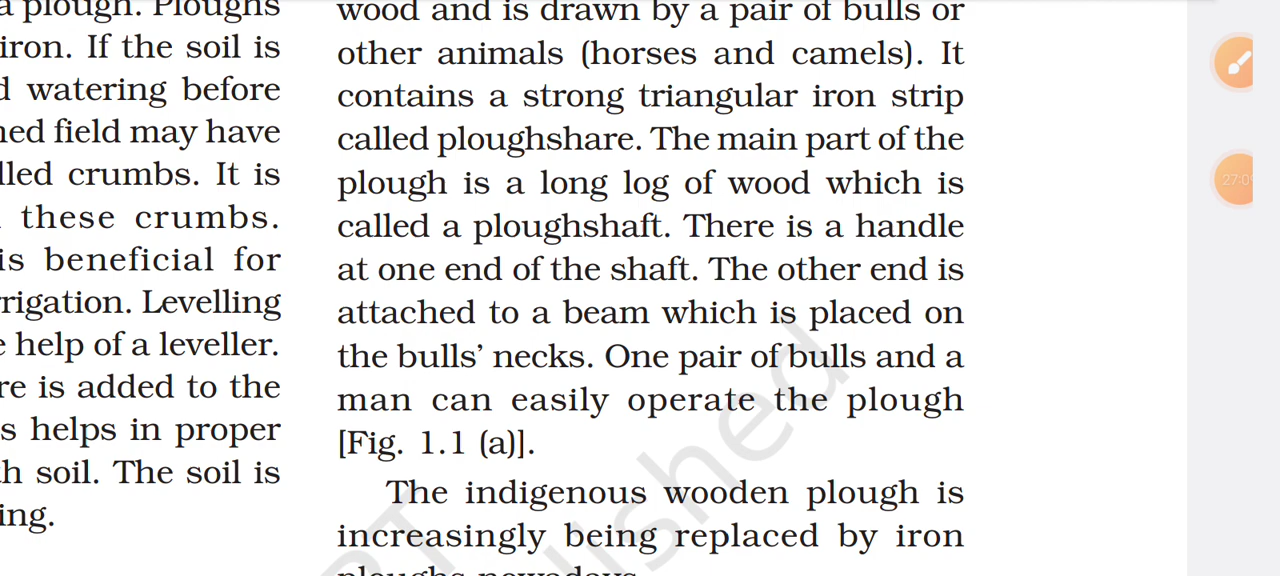 a plough. Ploughs
iron. If the soil is
watering before
field may have
crumbs. It is
these crumbs.
is beneficial for
Levelling
help of a leveller.
is added to the
helps in proper
soil. The soil is
wood and is drawn by a pair of bulls or
other animals (horses and camels). It
contains a strong triangular iron strip
called ploughshare. The main part of the
plough is a long log of wood which is
called a ploughshaft. There is a handle
at one end of the shaft. The other end is
attached to a beam which is placed on
the bulls’ necks. One pair of bulls and a
man can easily operate the plough
[Fig. 1.1 (a)].
The indigenous wooden plough is
increasingly being replaced by iron
ploughs nowadays.